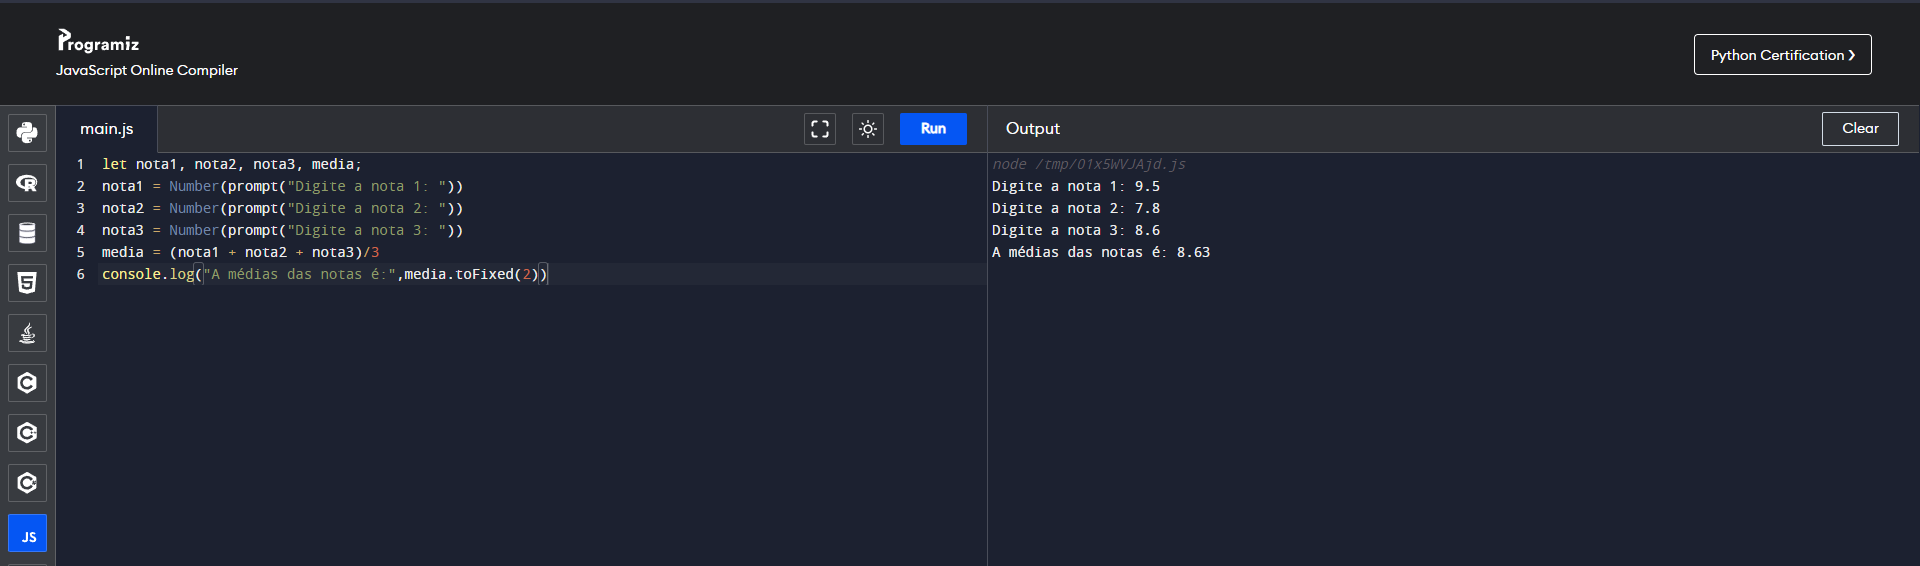 Programiz
JavaScript Online Compiler
Python Certification ❯
main.js
Run
Output
Clear
1 let nota1, nota2, nota3, media;
2 nota1 = Number(prompt("Digite a nota 1: "))
3 nota2 = Number(prompt("Digite a nota 2: "))
4 nota3 = Number(prompt("Digite a nota 3: "))
5 media = (nota1 + nota2 + nota3)/3
6 console.log("A médias das notas é:",media.toFixed(2))
node /tmp/01x5WVJAjd.js
Digite a nota 1: 9.5
Digite a nota 2: 7.8
Digite a nota 3: 8.6
A médias das notas é: 8.63
R
5
C
C
C
JS